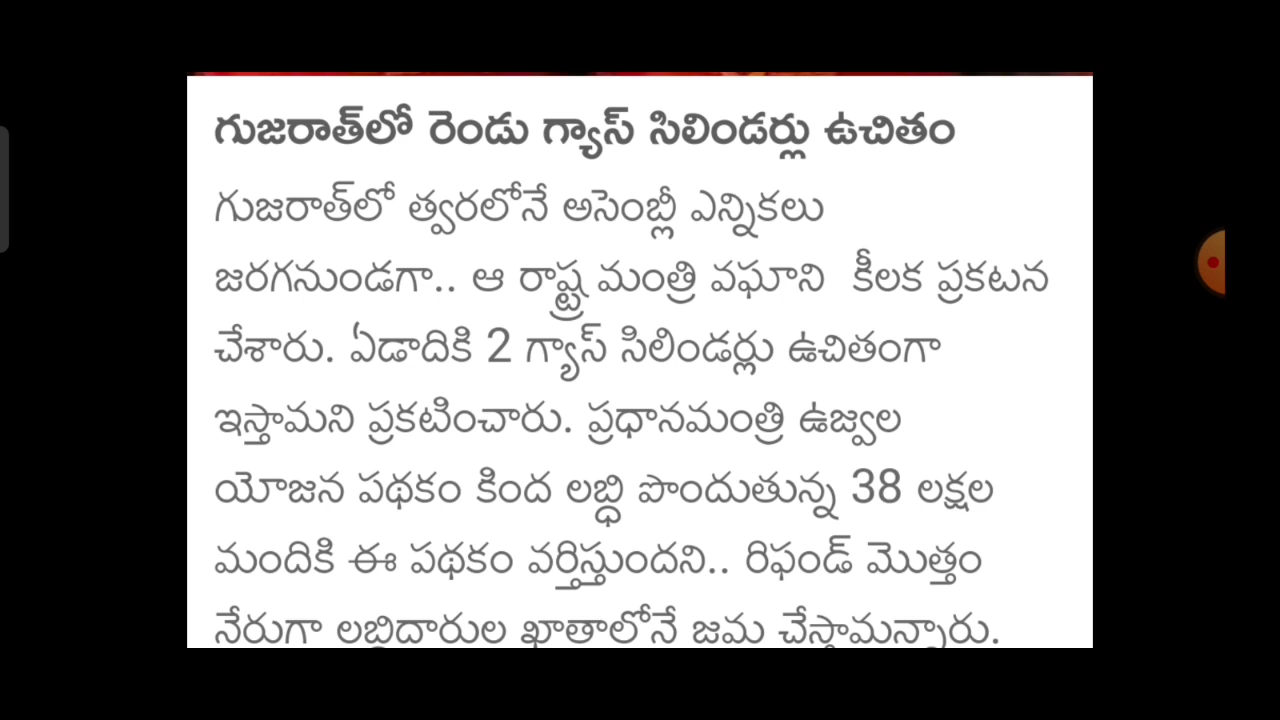 గుజరాత్‌లో రెండు గ్యాస్ సిలిండర్లు ఉచితం
గుజరాత్‌లో త్వరలోనే అసెంబ్లీ ఎన్నికలు
జరగనుండగా.. ఆ రాష్ట్ర మంత్రి వఘాని కీలక ప్రకటన
చేశారు. ఏడాదికి 2 గ్యాస్ సిలిండర్లు ఉచితంగా
ఇస్తామని ప్రకటించారు. ప్రధానమంత్రి ఉజ్వల
యోజన పథకం కింద లబ్ధి పొందుతున్న 38 లక్షల
మందికి ఈ పథకం వర్తిస్తుందని.. రిఫండ్ మొత్తం
నేరుగా లబ్ధిదారుల ఖాతాలోనే జమ చేస్తామన్నారు.